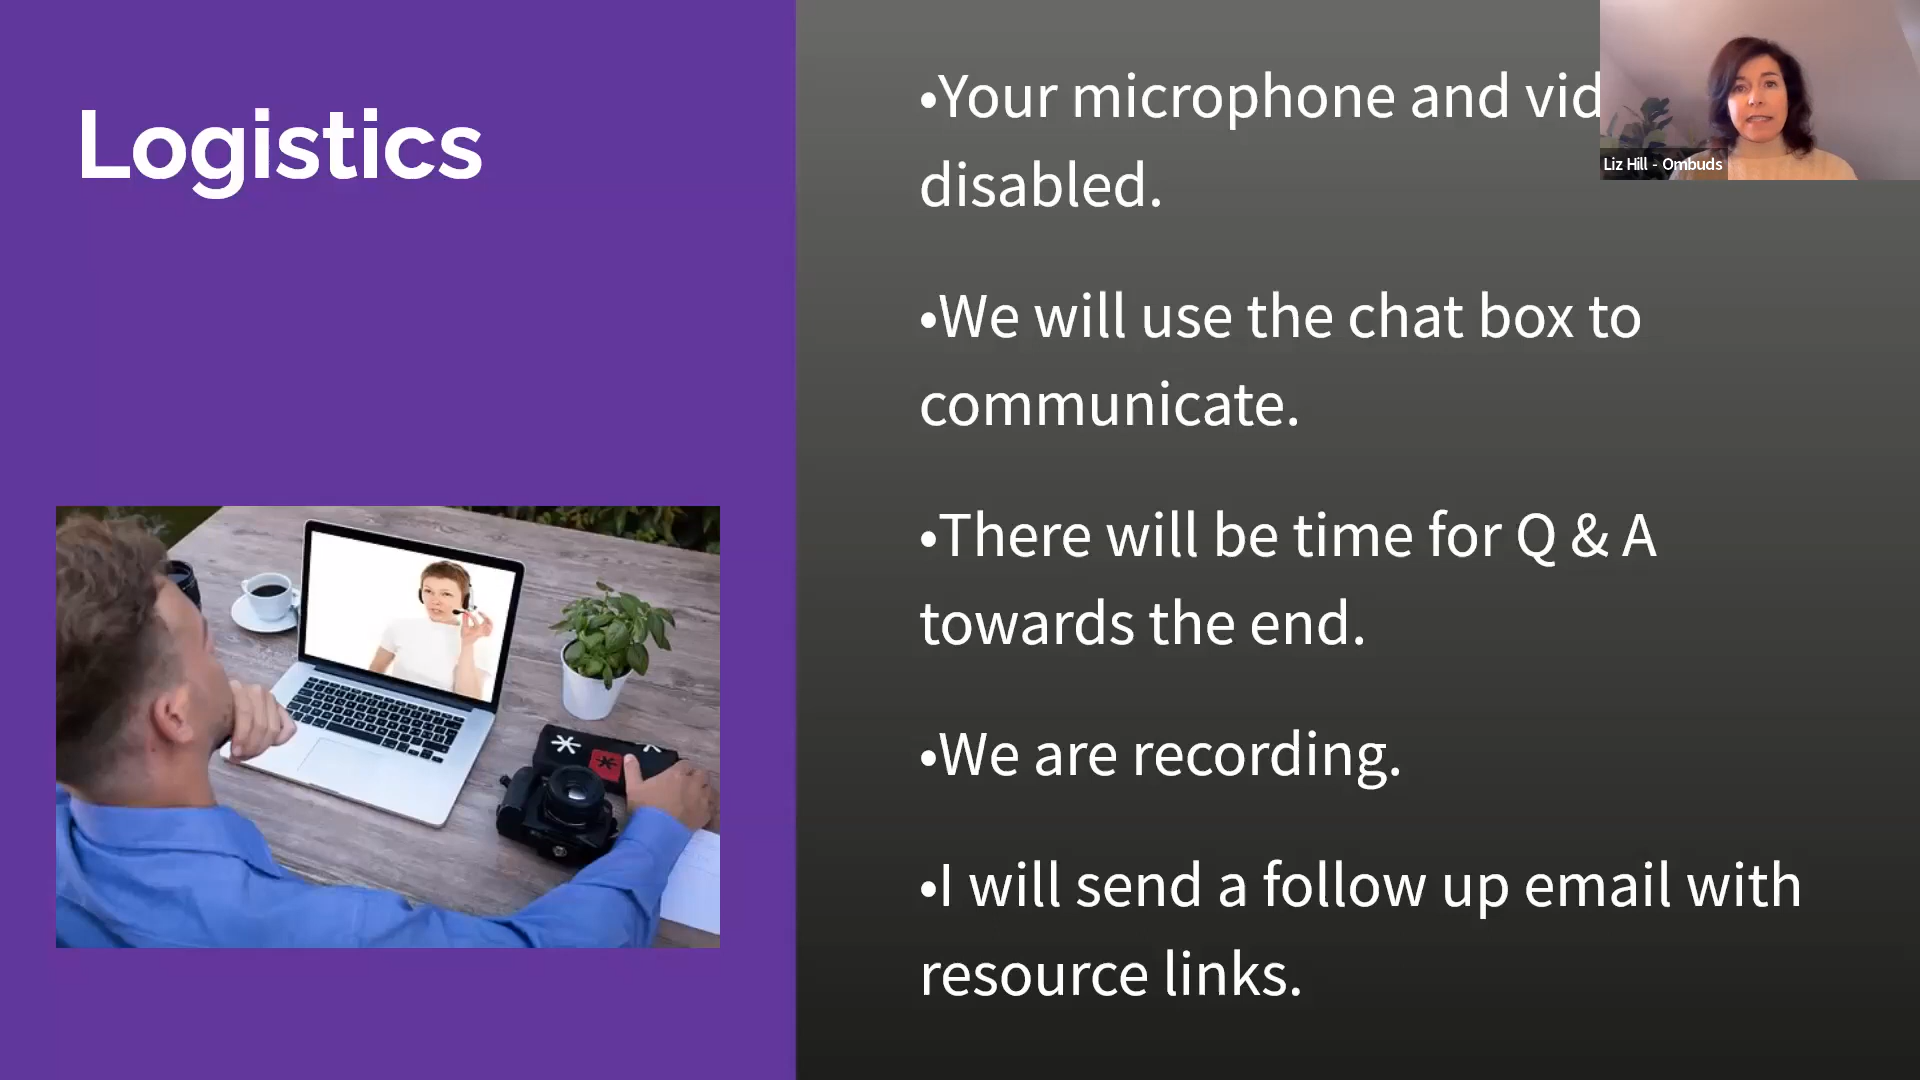 Logistics
•Your microphone and vid
disabled.
•We will use the chat box to
communicate.
•There will be time for Q & A
towards the end.
•We are recording.
•I will send a follow up email with
resource links.
Liz Hill - Ombuds